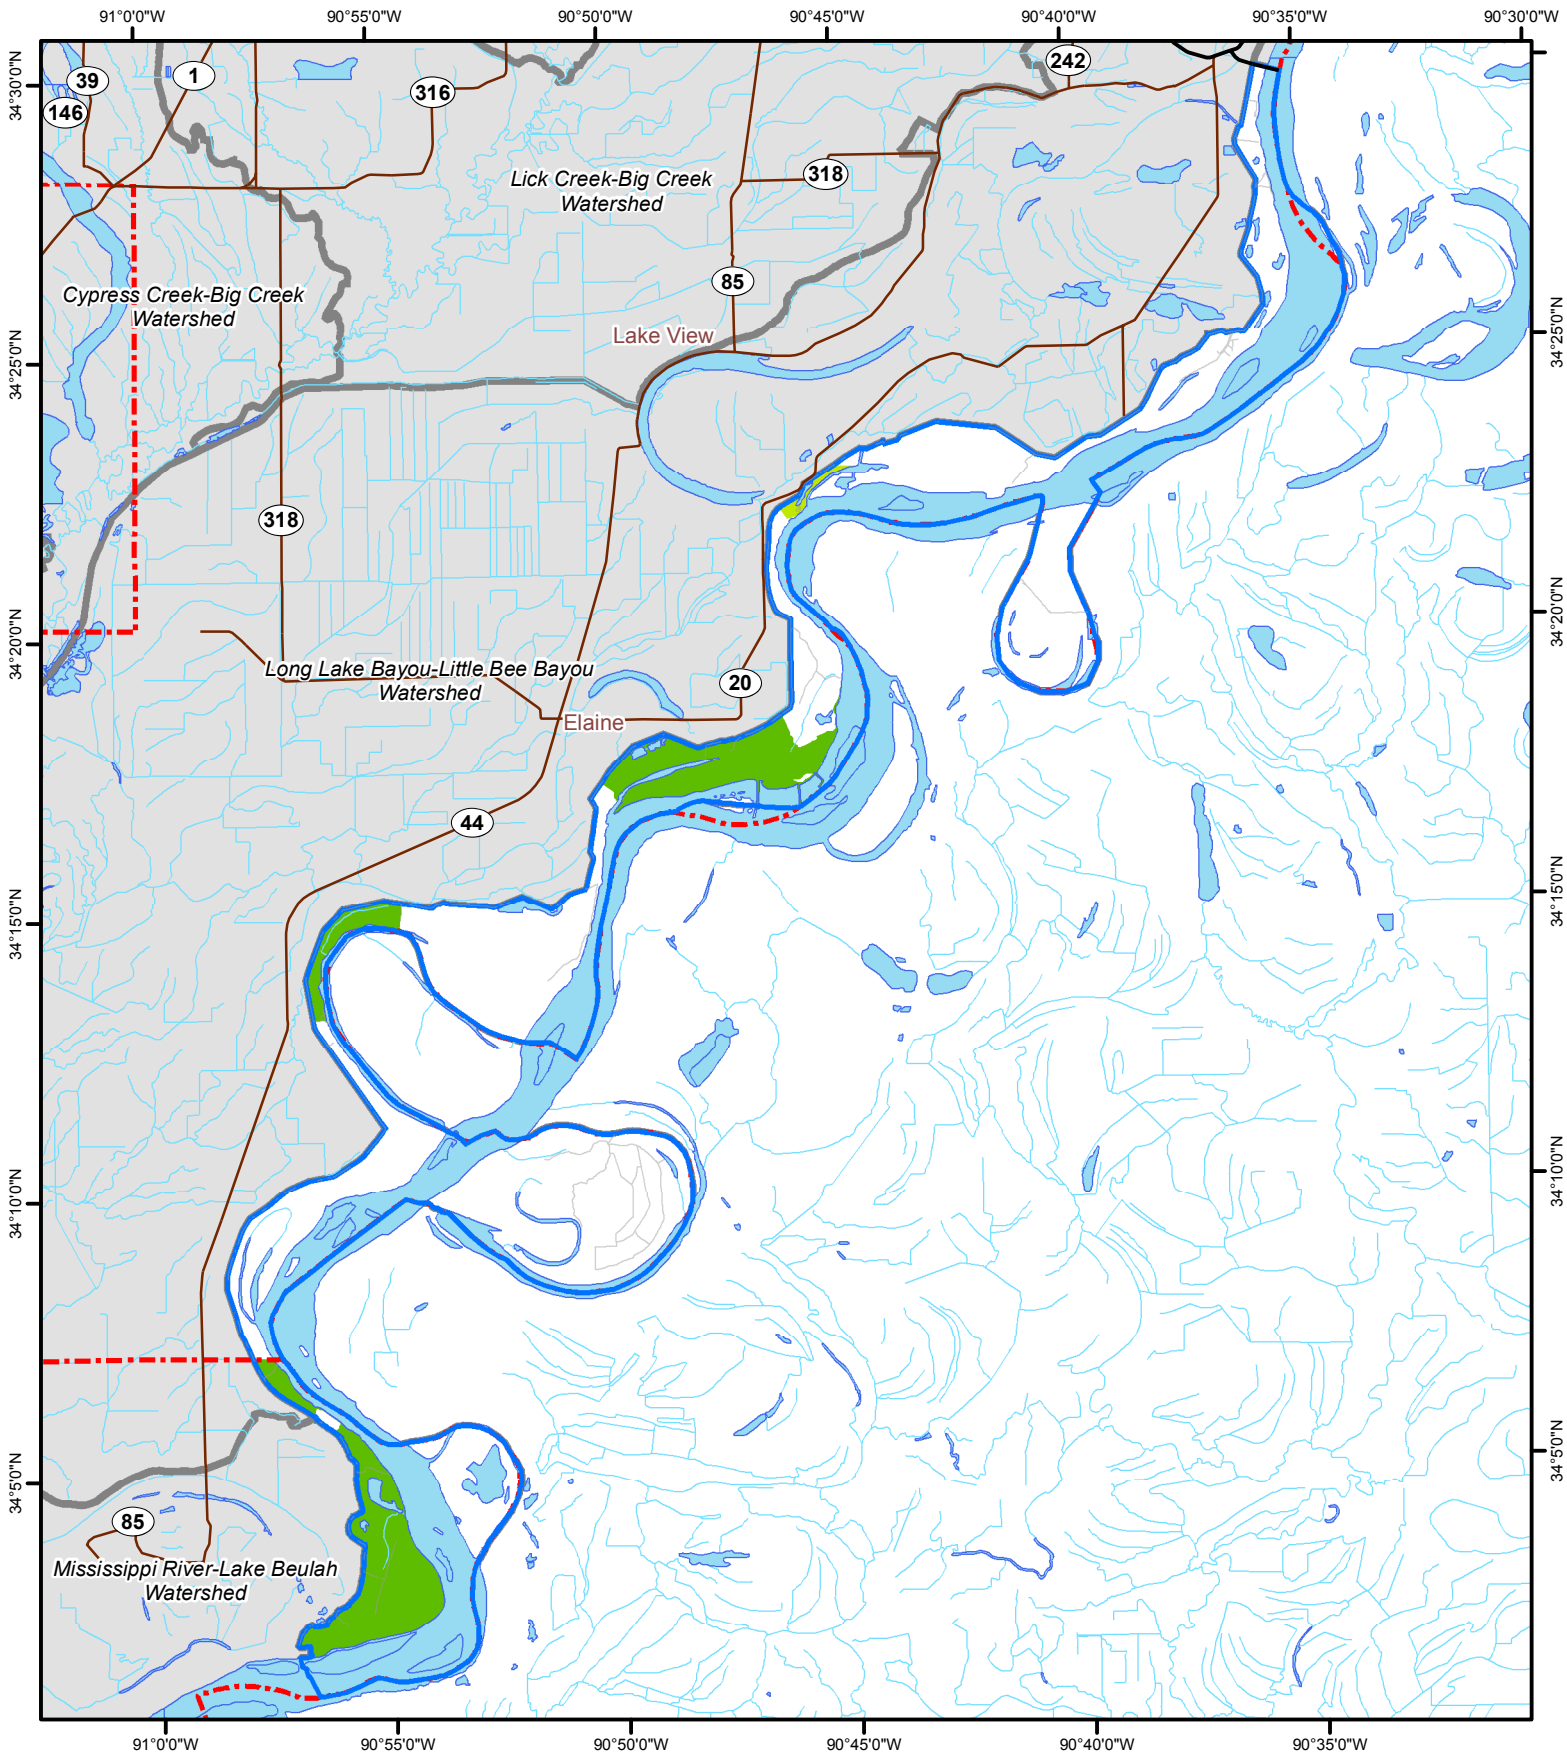 91°0'0"W 90°55'0"W 90°50'0"W 90°45'0"W 90°40'0"W 90°35'0"W 90°30'0"W
34°30'0"N
39
1
146
316
242
318
Lick Creek-Big Creek
Watershed
85
Cypress Creek-Big Creek
Watershed
Lake View
34°25'0"N
34°25'0"N
318
34°20'0"N
34°20'0"N
Long Lake Bayou-Little Bee Bayou
Watershed
20
Elaine
44
34°15'0"N
34°15'0"N
34°10'0"N
34°10'0"N
34°5'0"N
34°5'0"N
85
Mississippi River-Lake Beulah
Watershed
91°0'0"W 90°55'0"W 90°50'0"W 90°45'0"W 90°40'0"W 90°35'0"W